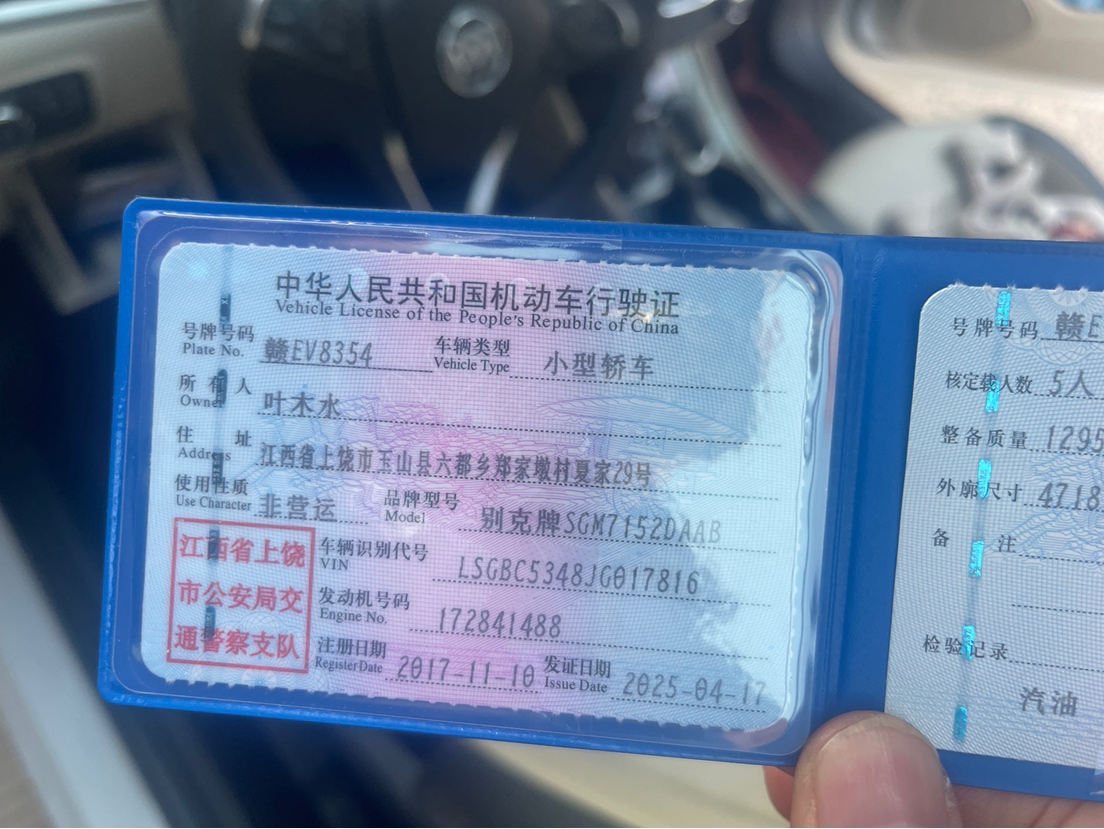 中华人民共和国机动车行驶证
Vehicle License of the People's Republic of China
号牌号码 赣EV8354 车辆类型 小型轿车
Plate No. Vehicle Type
所有人 叶木水
Owner
住址 江西省上饶市玉山县六都乡郑家墩村夏家29号
Address
使用性质 非营运 品牌型号 别克牌SGM7152DAAB
Use Character Model
江西省上饶
市公安局交
通警察支队
车辆识别代号 LSGBC5348JG017816
VIN
发动机号码 172841488
Engine No.
注册日期 2017-11-10 发证日期 2025-04-17
Register Date Issue Date
号牌号码 赣E
核定载人数 5人
整备质量 1295
外廓尺寸 4718
备注
检验记录
汽油